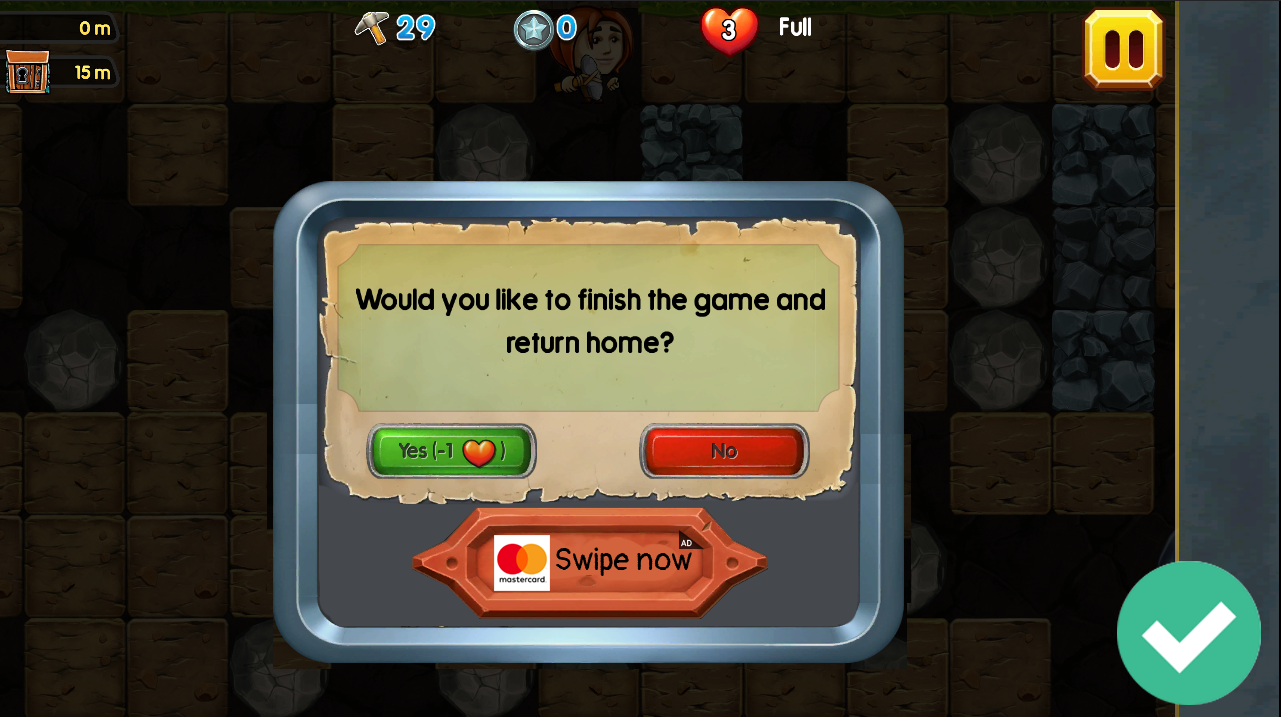 0 m
15 m
29
0
3
Full
Would you like to finish the game and
return home?
Yes (-1 )
No
AD
Swipe now
mastercard.